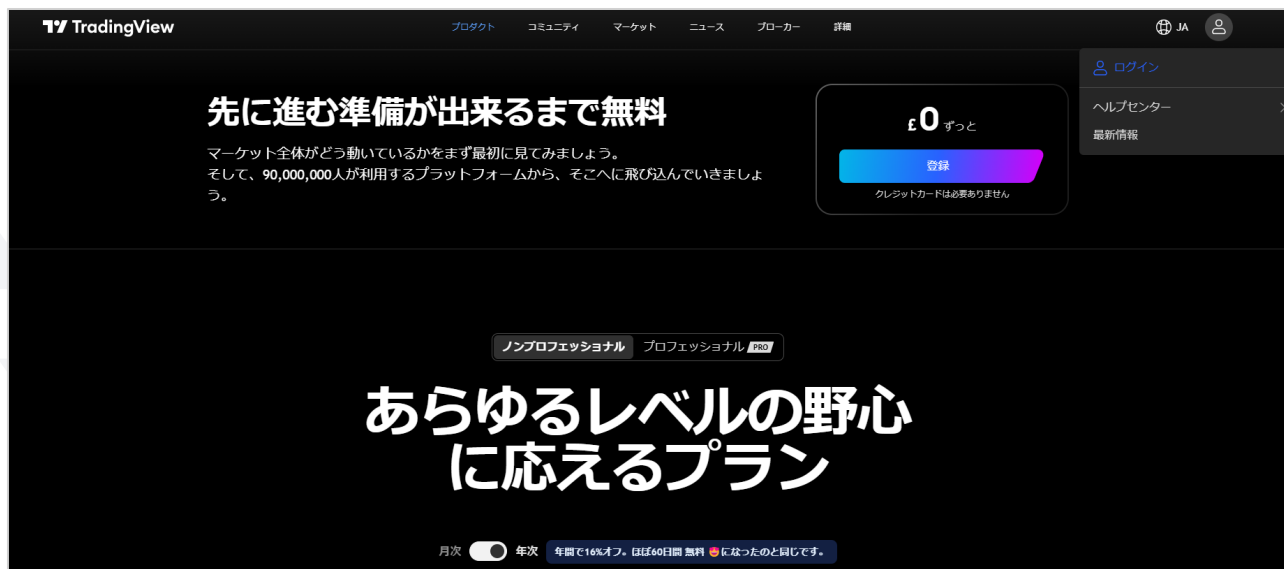 TradingView
プロダクト
コミュニティ
マーケット
ニュース
ブローカー
詳細
JA
ログイン
ヘルプセンター
最新情報
先に進む準備が出来るまで無料
マーケット全体がどう動いているかをまず最初に見てみましょう。
そして、90,000,000人が利用するプラットフォームから、そこへに飛び込んでいきましょ
う。
£0 ずっと
登録
クレジットカードは必要ありません
ノンプロフェッショナル
プロフェッショナル PRO
あらゆるレベルの野心
に応えるプラン
月次
年次
年間で16%オフ。ほぼ60日間 無料 😍になったのと同じです。